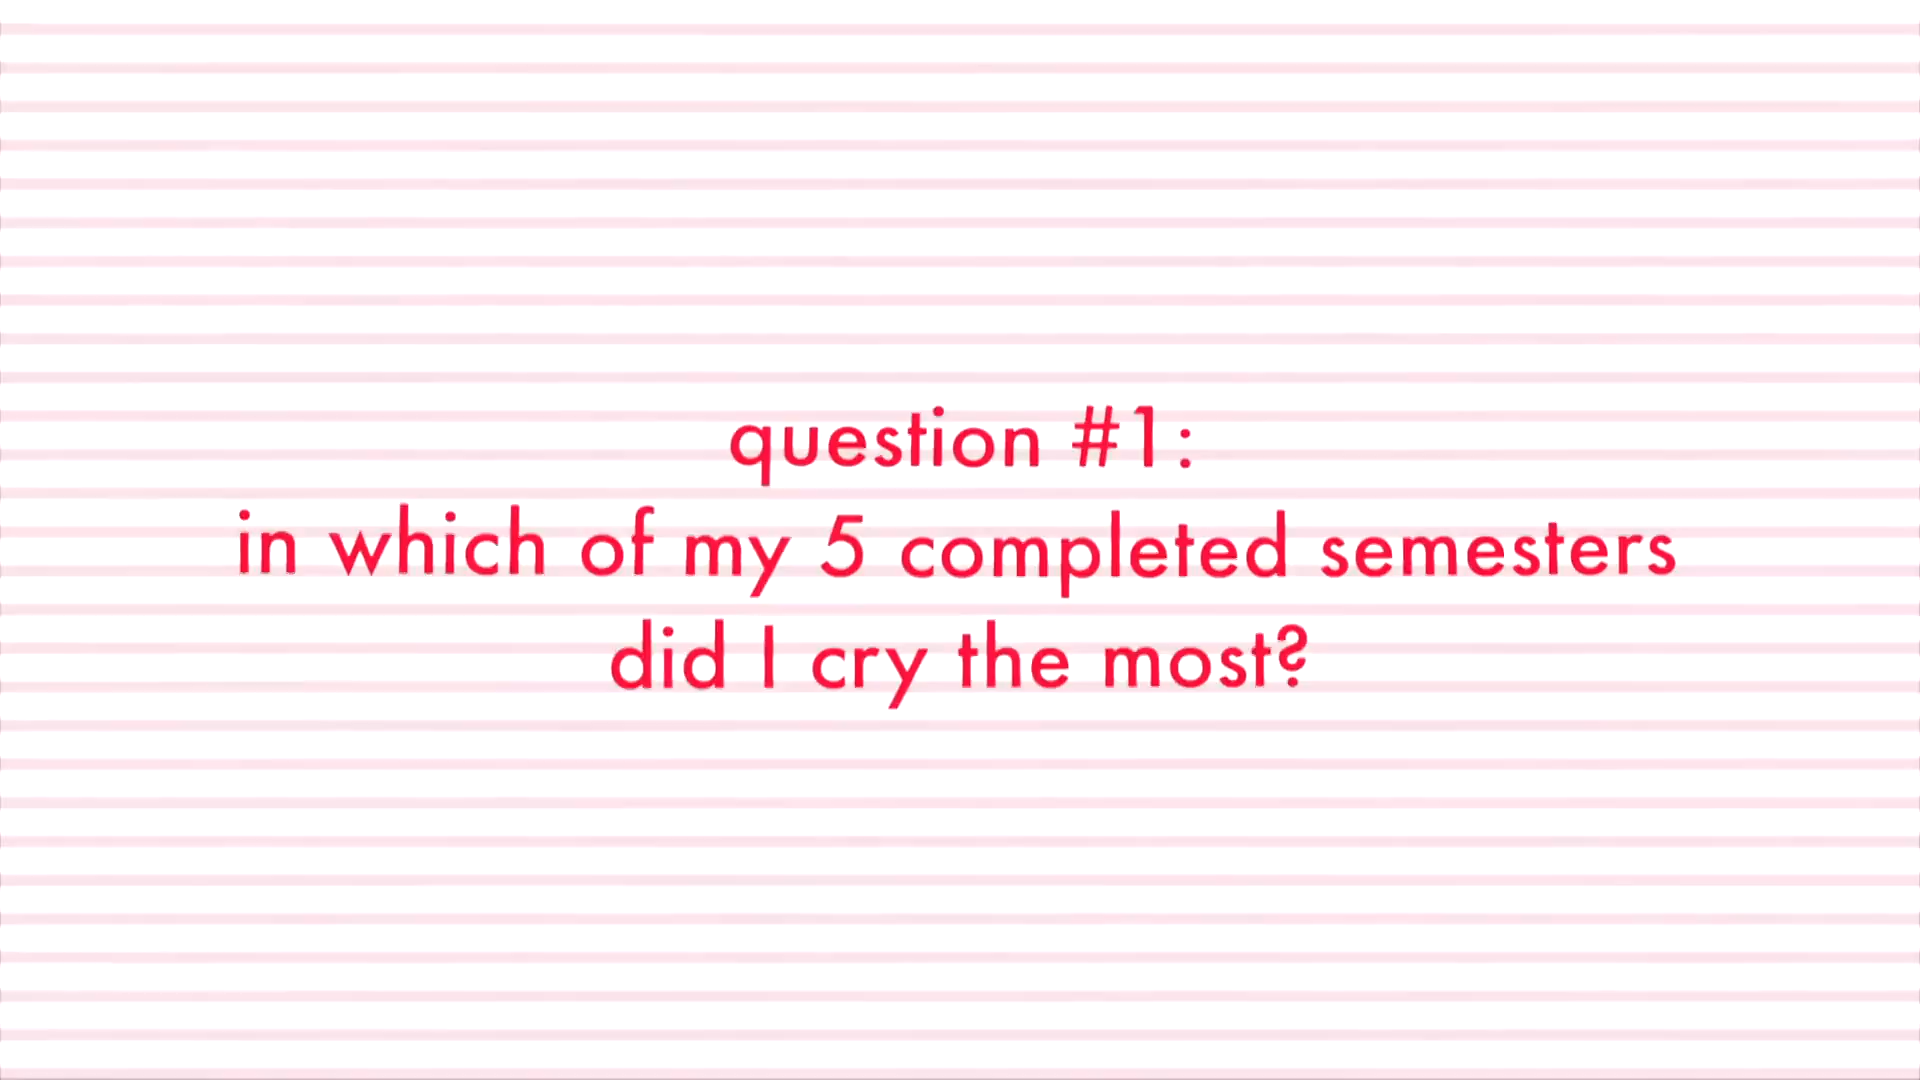 question #1:
in which of my 5 completed semesters
did I cry the most?